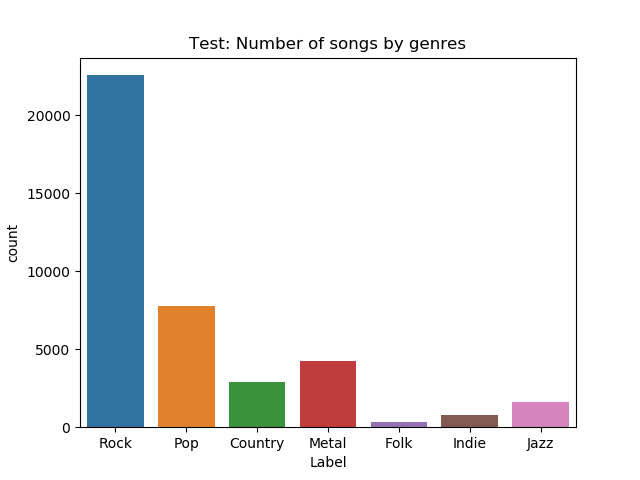 Test: Number of songs by genres
20000
15000
10000
5000
0
count
Rock Pop Country Metal Folk Indie Jazz
Label